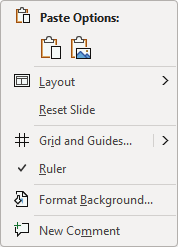 Paste Options:
Layout
Reset Slide
Grid and Guides...
Ruler
Format Background...
New Comment